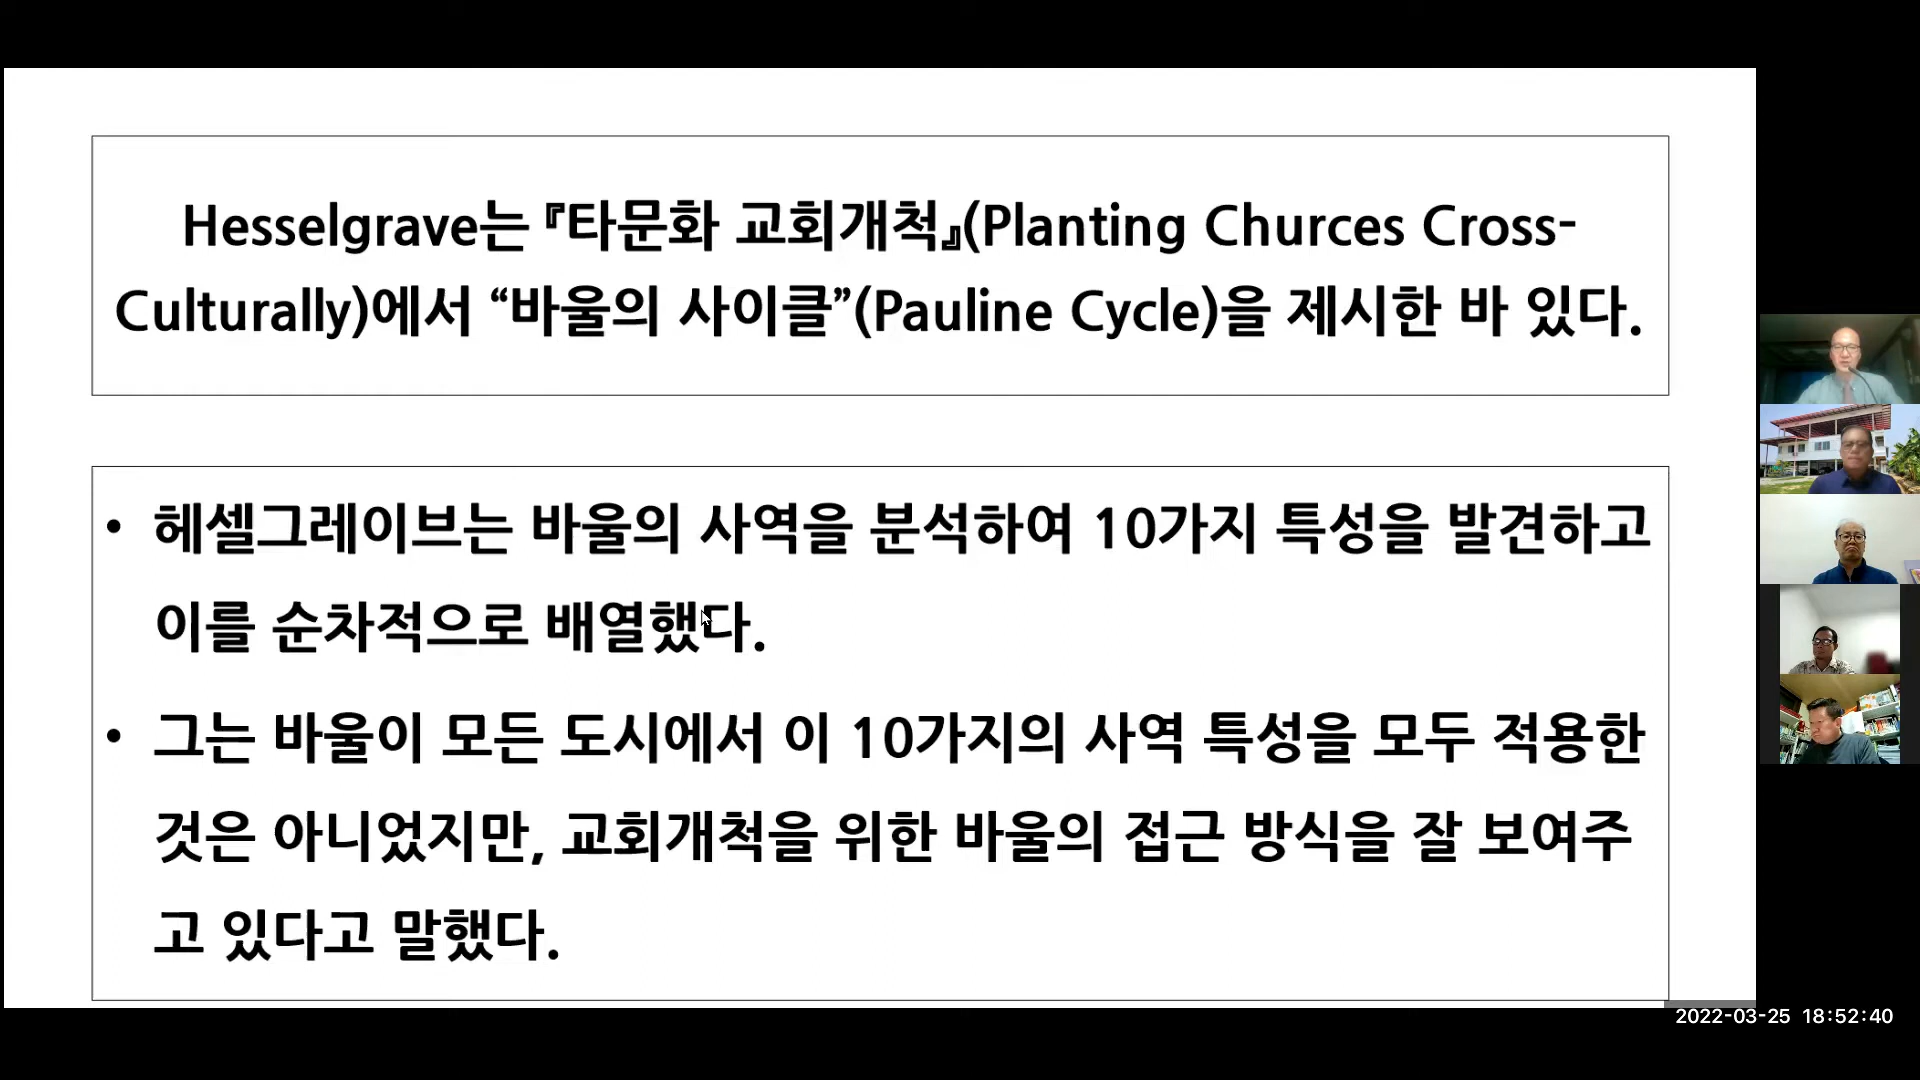 Hesselgrave는 『타문화 교회개척』(Planting Churces Cross-
Culturally)에서 “바울의 사이클”(Pauline Cycle)을 제시한 바 있다.
• 헤셀그레이브는 바울의 사역을 분석하여 10가지 특성을 발견하고
이를 순차적으로 배열했다.
• 그는 바울이 모든 도시에서 이 10가지의 사역 특성을 모두 적용한
것은 아니었지만, 교회개척을 위한 바울의 접근 방식을 잘 보여주
고 있다고 말했다.
2022-03-25 18:52:40